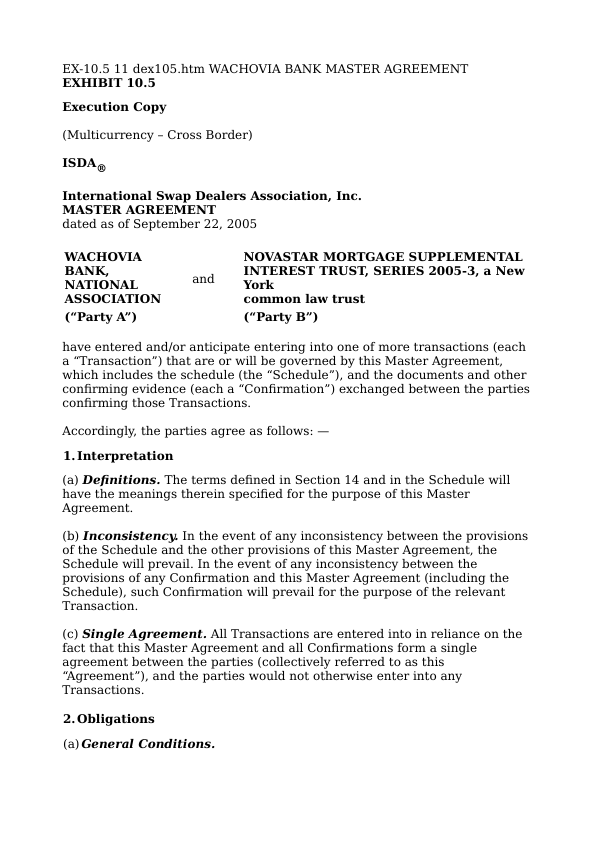 EX-10.5 11 dex105.htm WACHOVIA BANK MASTER AGREEMENT
EXHIBIT 10.5
Execution Copy
(Multicurrency – Cross Border)
ISDA®
International Swap Dealers Association, Inc.
MASTER AGREEMENT
dated as of September 22, 2005
WACHOVIA
BANK,
NATIONAL
ASSOCIATION
and
NOVASTAR MORTGAGE SUPPLEMENTAL
INTEREST TRUST, SERIES 2005-3, a New
York
common law trust
(“Party A”)
(“Party B”)
have entered and/or anticipate entering into one of more transactions (each
a “Transaction”) that are or will be governed by this Master Agreement,
which includes the schedule (the “Schedule”), and the documents and other
confirming evidence (each a “Confirmation”) exchanged between the parties
confirming those Transactions.
Accordingly, the parties agree as follows: —
1. Interpretation
(a) Definitions. The terms defined in Section 14 and in the Schedule will
have the meanings therein specified for the purpose of this Master
Agreement.
(b) Inconsistency. In the event of any inconsistency between the provisions
of the Schedule and the other provisions of this Master Agreement, the
Schedule will prevail. In the event of any inconsistency between the
provisions of any Confirmation and this Master Agreement (including the
Schedule), such Confirmation will prevail for the purpose of the relevant
Transaction.
(c) Single Agreement. All Transactions are entered into in reliance on the
fact that this Master Agreement and all Confirmations form a single
agreement between the parties (collectively referred to as this
“Agreement”), and the parties would not otherwise enter into any
Transactions.
2. Obligations
(a) General Conditions.